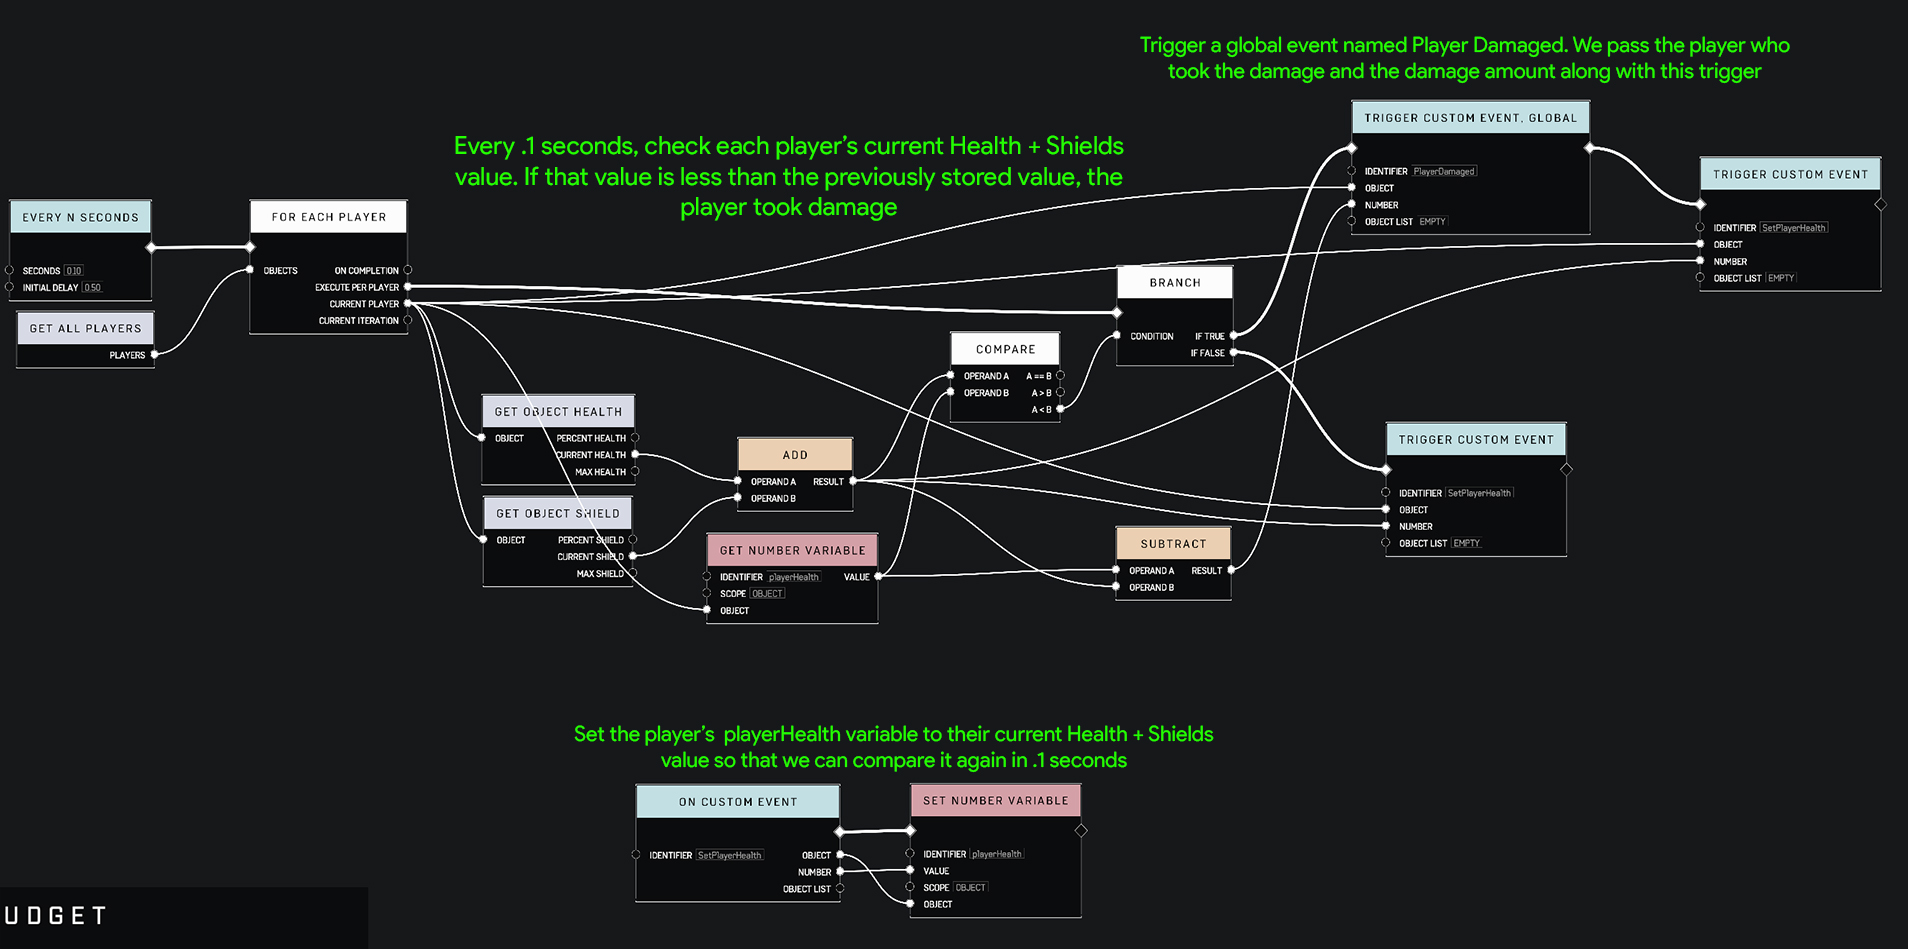 Trigger a global event named Player Damaged. We pass the player who
took the damage and the damage amount along with this trigger
Every .1 seconds, check each player's current Health + Shields
value. If that value is less than the previously stored value, the
player took damage
EVERY N SECONDS
SECONDS 0.10
INITIAL DELAY 0.50
GET ALL PLAYERS
PLAYERS
FOR EACH PLAYER
OBJECTS ON COMPLETION
EXECUTE PER PLAYER
CURRENT PLAYER
CURRENT ITERATION
GET OBJECT HEALTH
OBJECT PERCENT HEALTH
CURRENT HEALTH
MAX HEALTH
GET OBJECT SHIELD
OBJECT PERCENT SHIELD
CURRENT SHIELD
MAX SHIELD
ADD
OPERAND A RESULT
OPERAND B
GET NUMBER VARIABLE
IDENTIFIER playerHealth VALUE
SCOPE OBJECT
OBJECT
COMPARE
OPERAND A A == B
OPERAND B A > B
A < B
BRANCH
CONDITION IF TRUE
IF FALSE
SUBTRACT
OPERAND A RESULT
OPERAND B
TRIGGER CUSTOM EVENT, GLOBAL
IDENTIFIER PlayerDamaged
OBJECT
NUMBER
OBJECT LIST EMPTY
TRIGGER CUSTOM EVENT
IDENTIFIER SetPlayerHealth
OBJECT
NUMBER
OBJECT LIST EMPTY
TRIGGER CUSTOM EVENT
IDENTIFIER SetPlayerHealth
OBJECT
NUMBER
OBJECT LIST EMPTY
Set the player's playerHealth variable to their current Health + Shields
value so that we can compare it again in .1 seconds
ON CUSTOM EVENT
IDENTIFIER SetPlayerHealth OBJECT
NUMBER
OBJECT LIST
SET NUMBER VARIABLE
IDENTIFIER playerHealth
VALUE
SCOPE OBJECT
OBJECT
UDGET